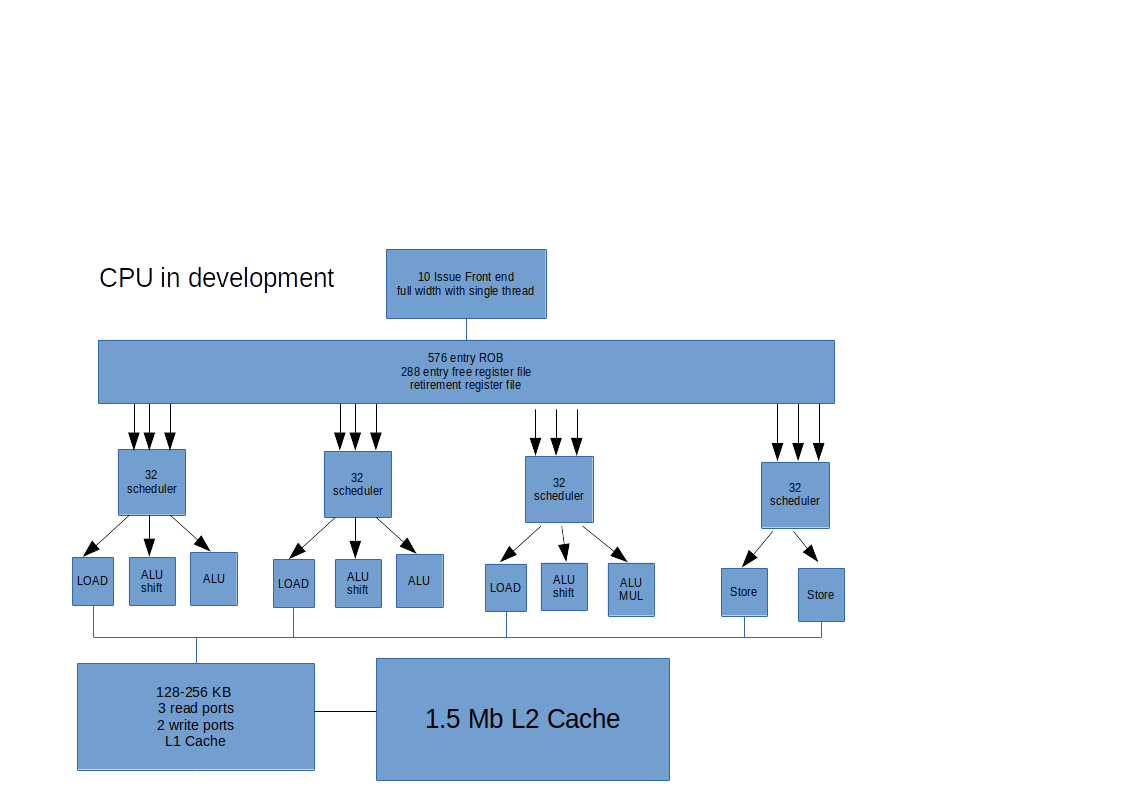 10 Issue Front end
full width with single thread
CPU in development
576 entry ROB
288 entry free register file
retirement register file
32
scheduler
32
scheduler
32
scheduler
32
scheduler
LOAD
ALU
shift
ALU
LOAD
ALU
shift
ALU
LOAD
ALU
shift
ALU
MUL
Store
Store
128-256 KB
3 read ports
2 write ports
L1 Cache
1.5 Mb L2 Cache